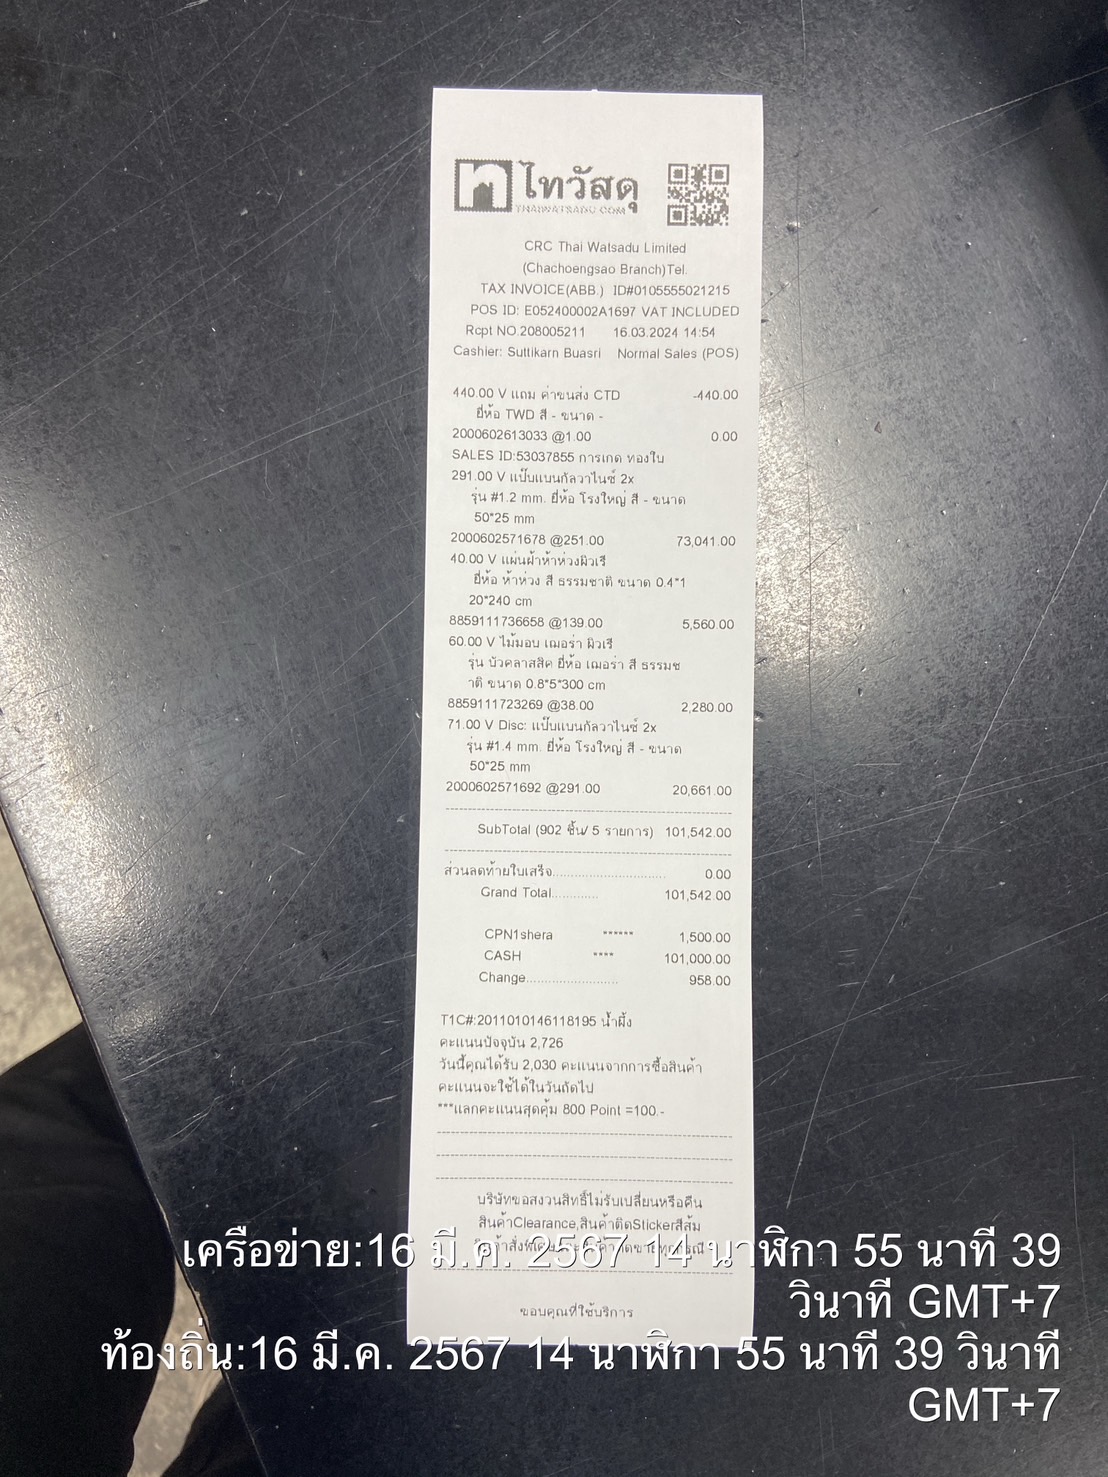 ไทวัสดุ
THAIWATSADU.COM
CRC Thai Watsadu Limited
(Chachoengsao Branch)Tel.
TAX INVOICE(ABB.) ID#0105555021215
POS ID: E052400002A1697 VAT INCLUDED
Rcpt NO.208005211 16.03.2024 14:54
Cashier: Suttikarn Buasri Normal Sales (POS)
440.00 V แถม ค่าขนส่ง CTD -440.00
ยี่ห้อ TWD สี - ขนาด -
2000602613033 @1.00 0.00
SALES ID:53037855 การเกด ทองใบ
291.00 V แป๊บแบนกัลวาไนซ์ 2x
รุ่น #1.2 mm. ยี่ห้อ โรงใหญ่ สี - ขนาด
50*25 mm
2000602571678 @251.00 73,041.00
40.00 V แผ่นฝ้าห้าห่วงผิวเรี
ยี่ห้อ ห้าห่วง สี ธรรมชาติ ขนาด 0.4*1
20*240 cm
8859111736658 @139.00 5,560.00
60.00 V ไม้มอบ เฌอร่า ผิวเรี
รุ่น บัวคลาสสิค ยี่ห้อ เฌอร่า สี ธรรมช
าติ ขนาด 0.8*5*300 cm
8859111723269 @38.00 2,280.00
71.00 V Disc: แป๊บแบนกัลวาไนซ์ 2x
รุ่น #1.4 mm. ยี่ห้อ โรงใหญ่ สี - ขนาด
50*25 mm
2000602571692 @291.00 20,661.00
SubTotal (902 ชิ้น/ 5 รายการ) 101,542.00
ส่วนลดท้ายใบเสร็จ............................. 0.00
Grand Total............. 101,542.00
CPN1shera ****** 1,500.00
CASH **** 101,000.00
Change......................... 958.00
T1C#:2011010146118195 น้ำผึ้ง
คะแนนปัจจุบัน 2,726
วันนี้คุณได้รับ 2,030 คะแนนจากการซื้อสินค้า
คะแนนจะใช้ได้ในวันถัดไป
***แลกคะแนนสุดคุ้ม 800 Point =100.-
บริษัทขอสงวนสิทธิ์ไม่รับเปลี่ยนหรือคืน
สินค้าClearance,สินค้าติดStickerสีส้ม
ขอบคุณที่ใช้บริการ
เครือข่าย:16 มี.ค. 2567 14 นาฬิกา 55 นาที 39
วินาที GMT+7
ท้องถิ่น:16 มี.ค. 2567 14 นาฬิกา 55 นาที 39 วินาที
GMT+7